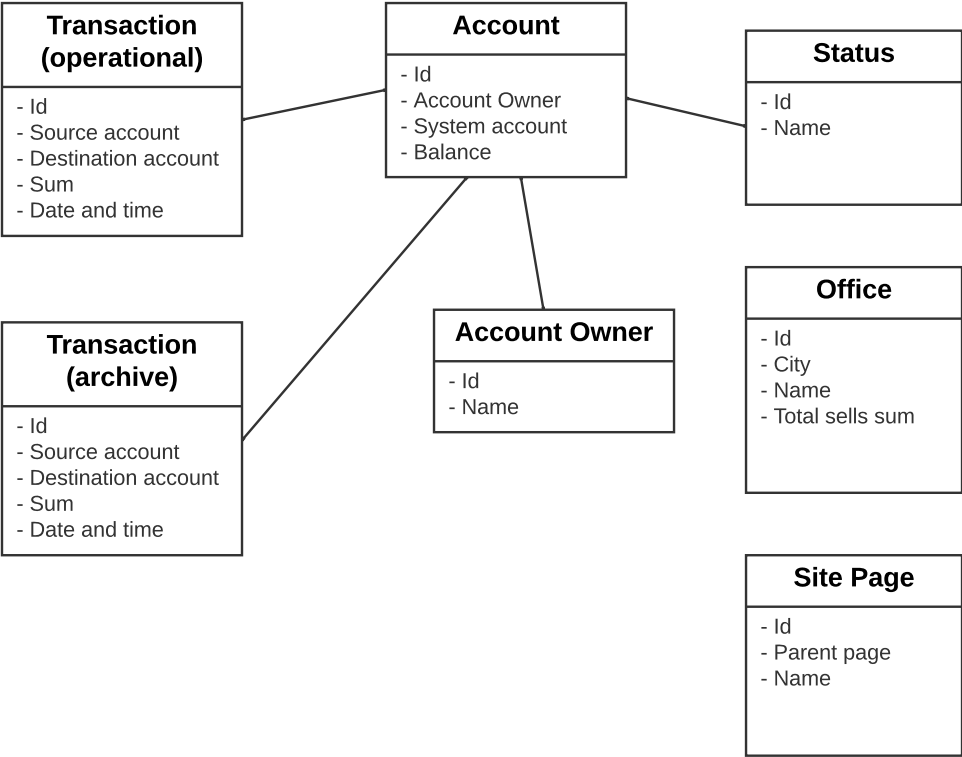 Transaction
(operational)
- Id
- Source account
- Destination account
- Sum
- Date and time
Account
- Id
- Account Owner
- System account
- Balance
Status
- Id
- Name
Transaction
(archive)
- Id
- Source account
- Destination account
- Sum
- Date and time
Account Owner
- Id
- Name
Office
- Id
- City
- Name
- Total sells sum
Site Page
- Id
- Parent page
- Name